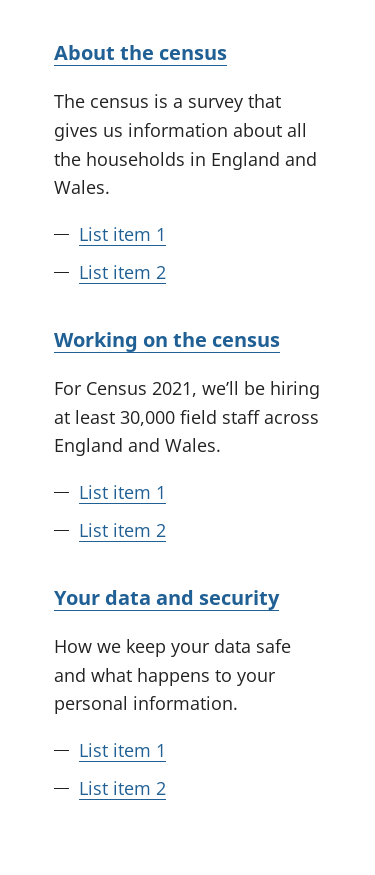 About the census
The census is a survey that
gives us information about all
the households in England and
Wales.
— List item 1
— List item 2
Working on the census
For Census 2021, we’ll be hiring
at least 30,000 field staff across
England and Wales.
— List item 1
— List item 2
Your data and security
How we keep your data safe
and what happens to your
personal information.
— List item 1
— List item 2